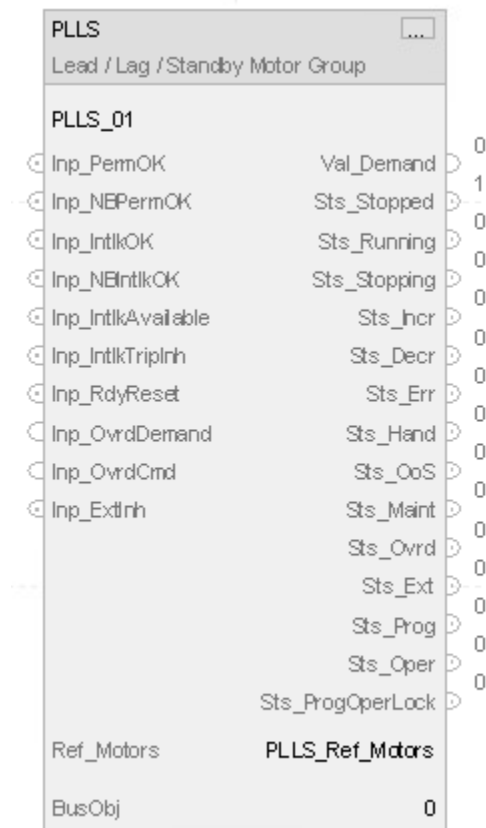 PLLS ...
Lead / Lag / Standby Motor Group
PLLS_01
0
Inp_PermOK Val_Demand
1
Inp_NBPermOK Sts_Stopped
0
Inp_IntlkOK Sts_Running
0
Inp_NBIntlkOK Sts_Stopping
0
Inp_IntlkAvailable Sts_Incr
0
Inp_IntlkTripInh Sts_Decr
0
Inp_RdyReset Sts_Err
0
Inp_OvrdDemand Sts_Hand
0
Inp_OvrdCmd Sts_OoS
0
Inp_ExtInh Sts_Maint
0
Sts_Ovrd
0
Sts_Ext
0
Sts_Prog
0
Sts_Oper
0
Sts_ProgOperLock
Ref_Motors PLLS_Ref_Motors
BusObj 0